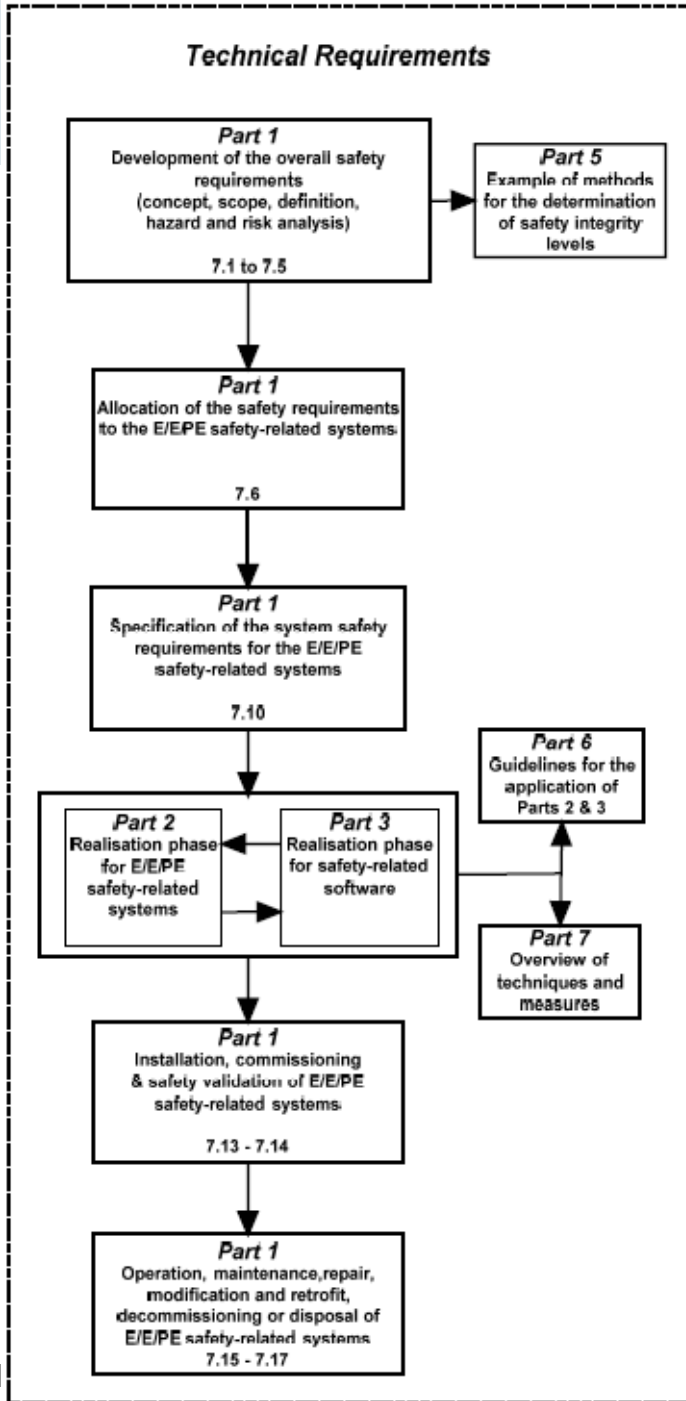 Technical Requirements
Part 1
Development of the overall safety
requirements
(concept, scope, definition,
hazard and risk analysis)
7.1 to 7.5
Part 5
Example of methods
for the determination
of safety integrity
levels
Part 1
Allocation of the safety requirements
to the E/E/PE safety-related systems
7.6
Part 1
Specification of the system safety
requirements for the E/E/PE
safety-related systems
7.10
Part 2
Realisation phase
for E/E/PE
safety-related
systems
Part 3
Realisation phase
for safety-related
software
Part 6
Guidelines for the
application of
Parts 2 & 3
Part 7
Overview of
techniques and
measures
Part 1
Installation, commissioning
& safety validation of E/E/PE
safety-related systems
7.13 - 7.14
Part 1
Operation, maintenance,repair,
modification and retrofit,
decommissioning or disposal of
E/E/PE safety-related systems
7.15 - 7.17